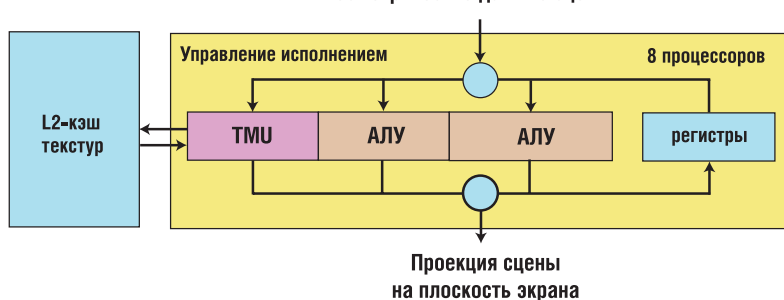 Управление исполнением
8 процессоров
L2-кэш
текстур
TMU
АЛУ
АЛУ
регистры
Проекция сцены
на плоскость экрана